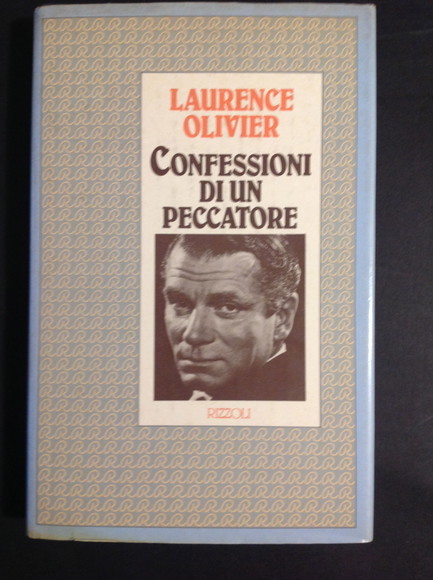 LAURENCE
OLIVIER
CONFESSIONI
DI UN
PECCATORE
RIZZOLI